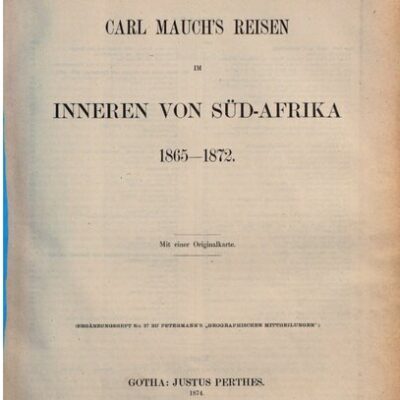 CARL MAUCH'S REISEN
IM
INNEREN VON SÜD-AFRIKA
1865—1872.
Mit einer Originalkarte.
(ERGÄNZUNGSHEFT No. 37 ZU PETERMANN'S „GEOGRAPHISCHEN MITTHEILUNGEN“.)
GOTHA: JUSTUS PERTHES.
1874.